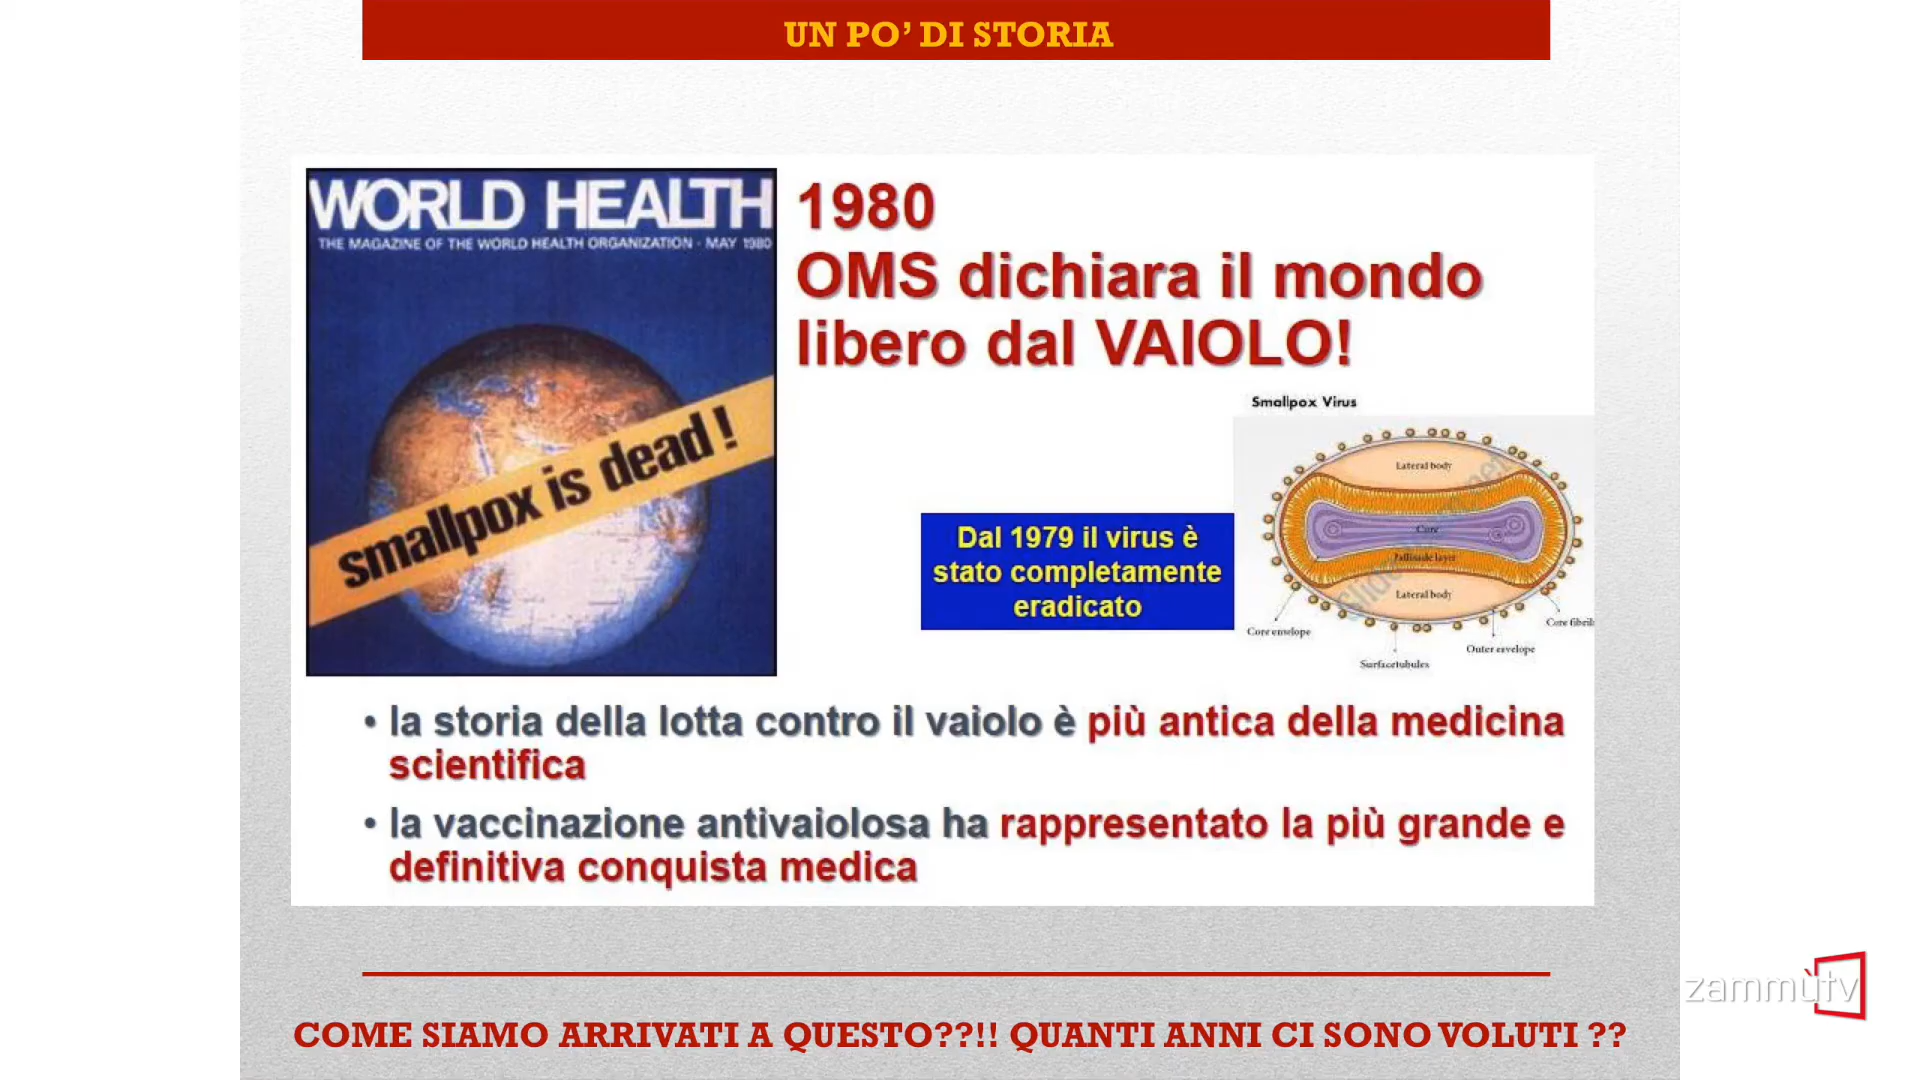 UN PO’ DI STORIA
WORLD HEALTH
THE MAGAZINE OF THE WORLD HEALTH ORGANIZATION · MAY 1980
smallpox is dead !
1980
OMS dichiara il mondo
libero dal VAIOLO!
Smallpox Virus
Lateral body
Core
Pallisade layer
Lateral body
Core envelope
Core fibril
Outer envelope
Surfacetubules
Dal 1979 il virus è
stato completamente
eradicato
• la storia della lotta contro il vaiolo è più antica della medicina
scientifica
• la vaccinazione antivaiolosa ha rappresentato la più grande e
definitiva conquista medica
zammùtv
COME SIAMO ARRIVATI A QUESTO??!! QUANTI ANNI CI SONO VOLUTI ??